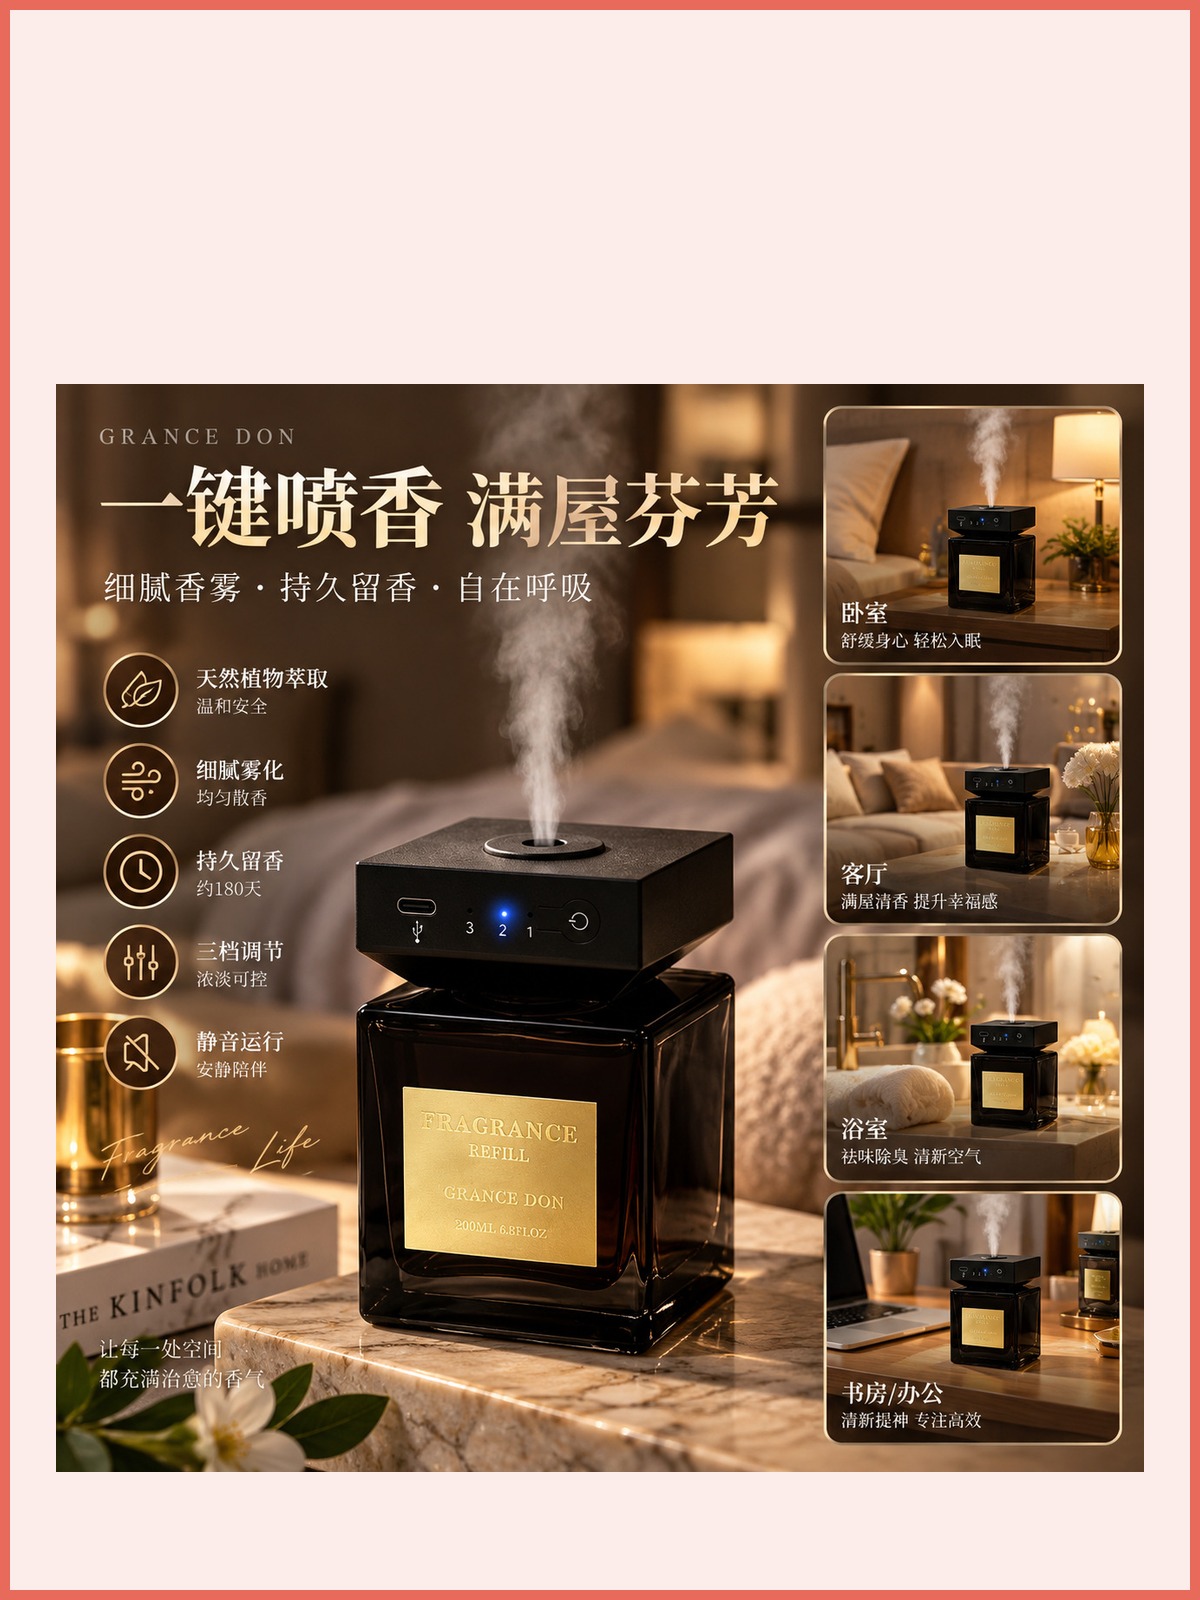 GRANCE DON
一键喷香 满屋芬芳
细腻香雾·持久留香·自在呼吸
天然植物萃取
温和安全
细腻雾化
均匀散香
持久留香
约180天
三档调节
浓淡可控
静音运行
安静陪伴
Fragrance Life
THE KINFOLK HOME
让每一处空间
都充满治愈的香气
3 2 1
FRAGRANCE
REFILL
GRANCE DON
200ML 6.8FLOZ
卧室
舒缓身心 轻松入眠
客厅
满屋清香 提升幸福感
浴室
祛味除臭 清新空气
书房/办公
清新提神 专注高效